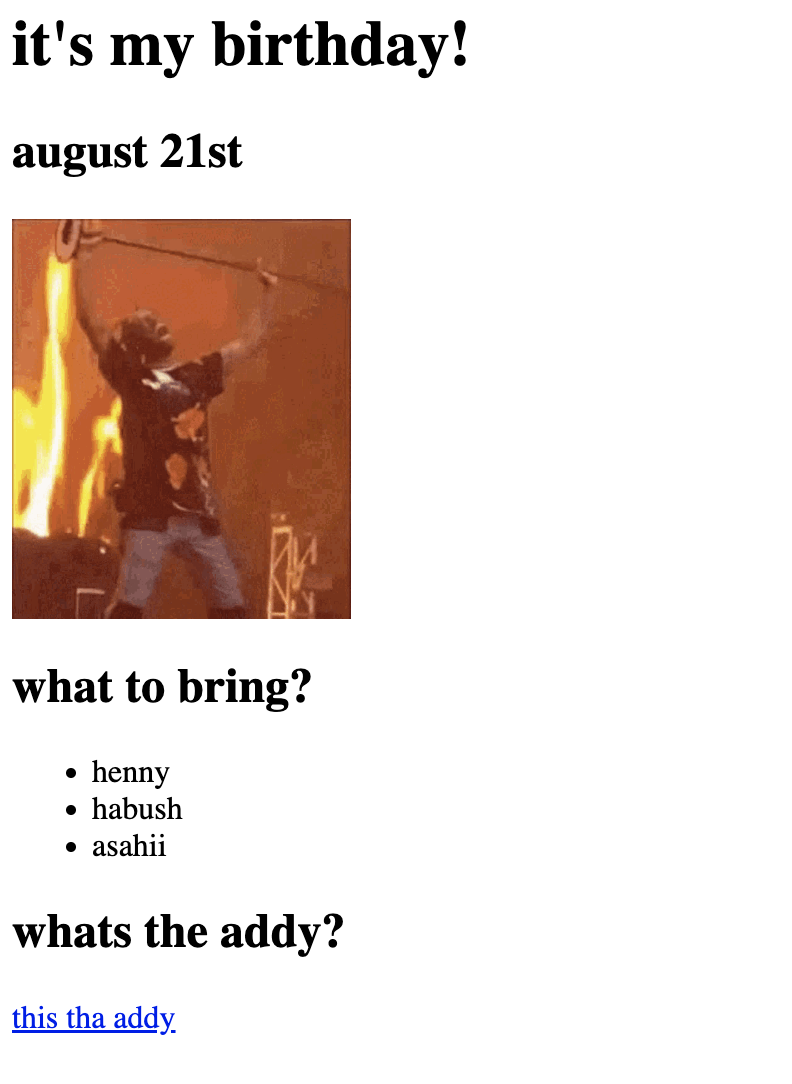 it's my birthday!
august 21st
what to bring?
henny
habush
asahii
whats the addy?
this tha addy